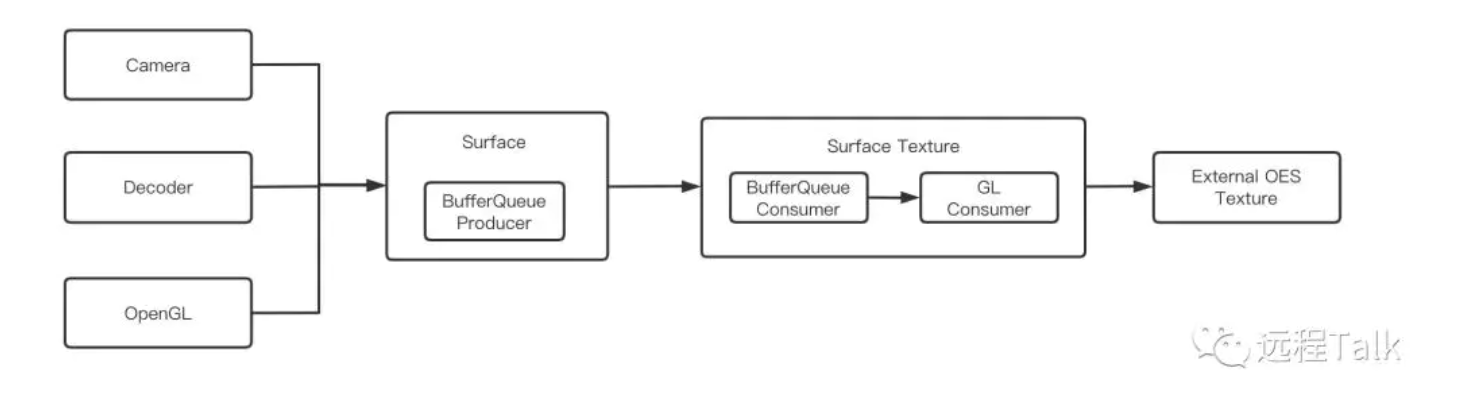 Camera
Decoder
OpenGL
Surface
BufferQueue
Producer
Surface Texture
BufferQueue
Consumer
GL
Consumer
External OES
Texture
远程Talk